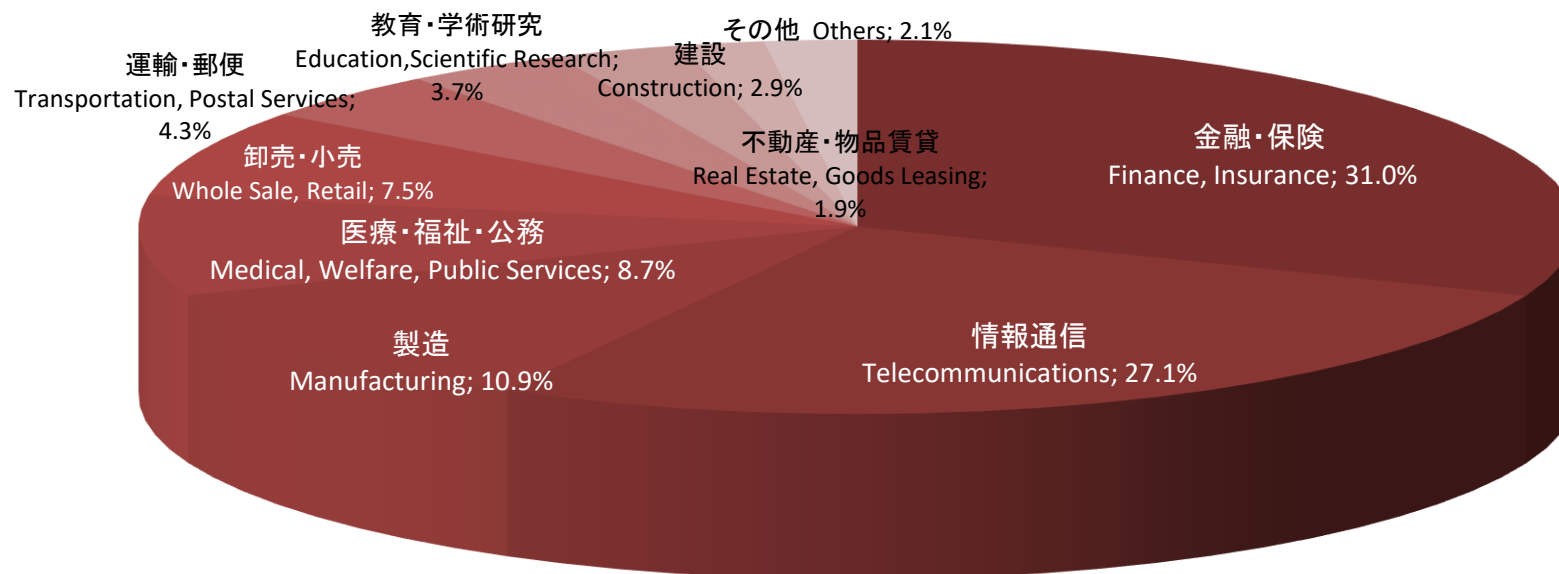 教育・学術研究
Education,Scientific Research;
3.7%
その他 Others; 2.1%
建設
Construction; 2.9%
運輸・郵便
Transportation, Postal Services;
4.3%
不動産・物品賃貸
Real Estate, Goods Leasing;
1.9%
金融・保険
Finance, Insurance; 31.0%
卸売・小売
Whole Sale, Retail; 7.5%
医療・福祉・公務
Medical, Welfare, Public Services; 8.7%
製造
Manufacturing; 10.9%
情報通信
Telecommunications; 27.1%